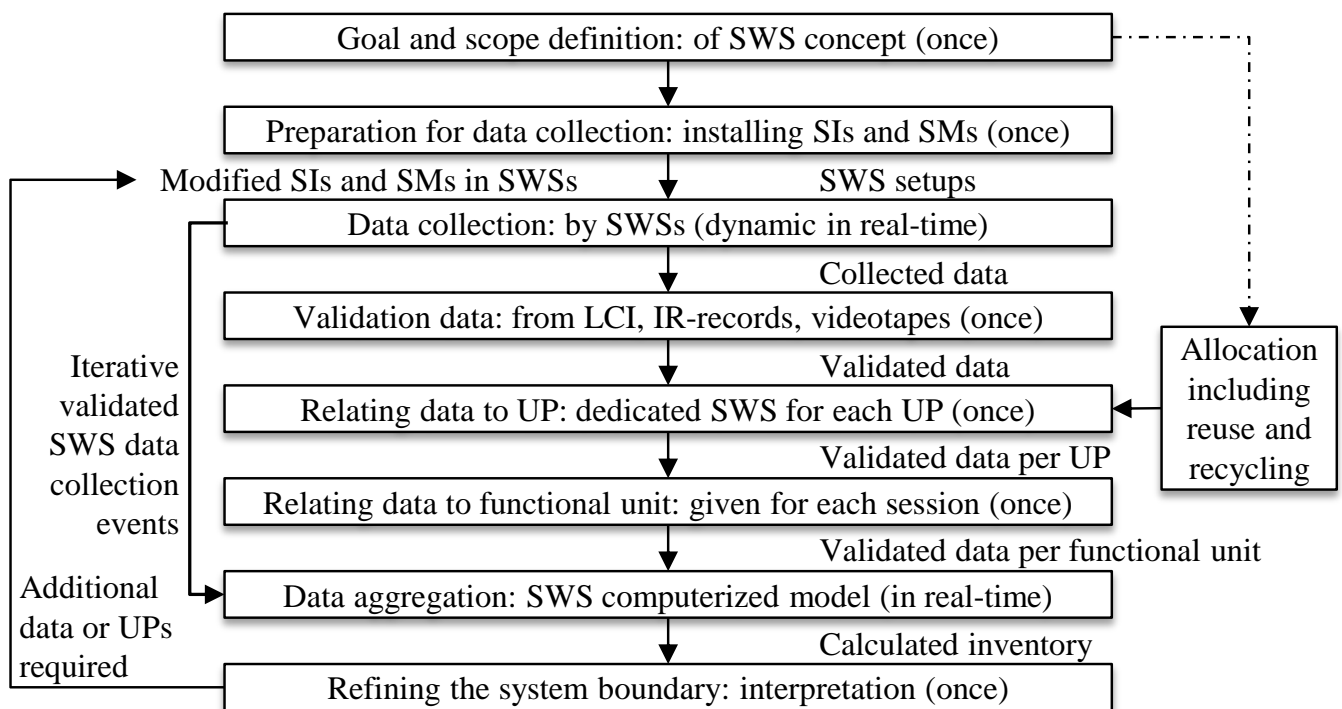 Goal and scope definition: of SWS concept (once)
Preparation for data collection: installing SIs and SMs (once)
Modified SIs and SMs in SWSs
SWS setups
Data collection: by SWSs (dynamic in real-time)
Collected data
Validation data: from LCI, IR-records, videotapes (once)
Validated data
Relating data to UP: dedicated SWS for each UP (once)
Validated data per UP
Relating data to functional unit: given for each session (once)
Validated data per functional unit
Data aggregation: SWS computerized model (in real-time)
Calculated inventory
Refining the system boundary: interpretation (once)
Iterative
validated
SWS data
collection
events
Additional
data or UPs
required
Allocation
including
reuse and
recycling